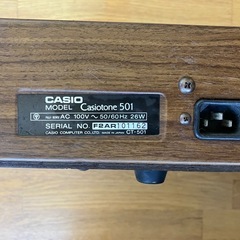 CASIO
MODEL Casiotone 501
AC 100V ~ 50/60Hz 26W
SERIAL NO F2AR101162
CASIO COMPUTER CO.,LTD. MADE IN JAPAN CT-501